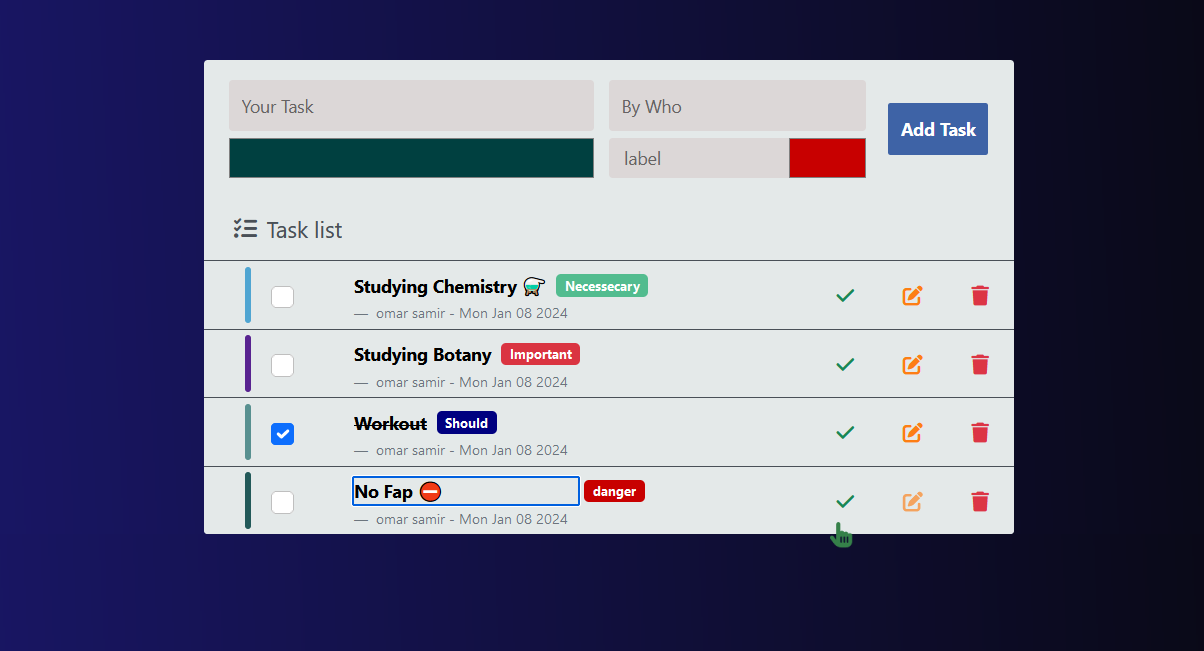 Your Task
By Who
Add Task
label
Task list
Studying Chemistry Necessecary
— omar samir - Mon Jan 08 2024
Studying Botany Important
— omar samir - Mon Jan 08 2024
Workout Should
— omar samir - Mon Jan 08 2024
No Fap ⛔ danger
— omar samir - Mon Jan 08 2024